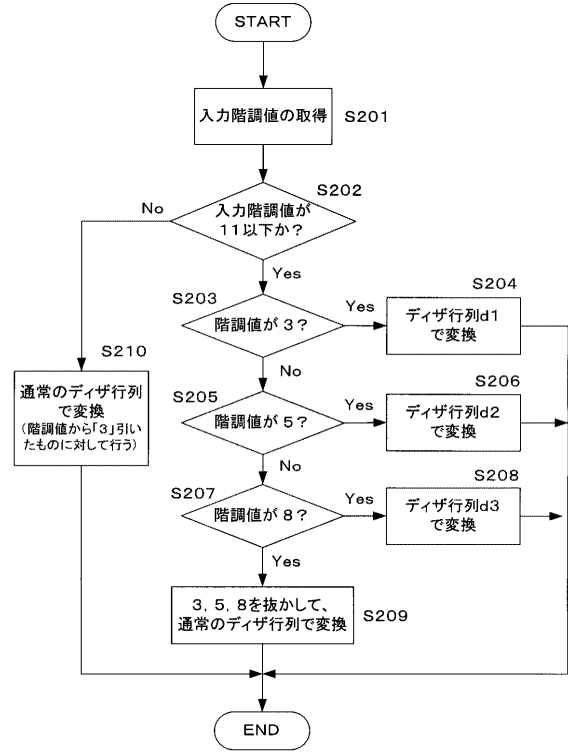 START
入力階調値の取得
S201
S202
入力階調値が
11以下か？
No
Yes
S203
階調値が３？
Yes
S204
ディザ行列d1
で変換
No
S210
通常のディザ行列
で変換
（階調値から「３」引い
たものに対して行う）
S205
階調値が５？
Yes
S206
ディザ行列d2
で変換
No
S207
階調値が８？
Yes
S208
ディザ行列d3
で変換
Yes
３，５，８を抜かして、
通常のディザ行列で変換
S209
END